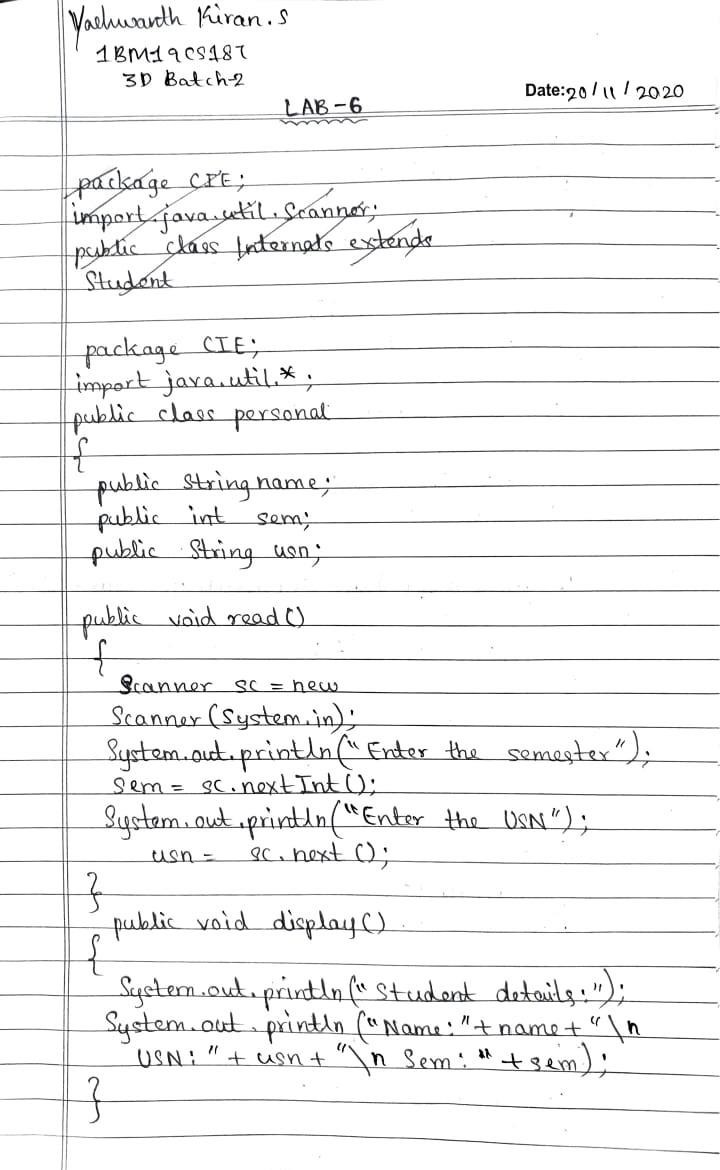 Yashwanth Kiran.S
1BM19CS187
3D Batch-2
LAB-6
Date:20/11/2020
package CIE;
import java.util.Scanner;
public class Internals extends
Student
package CIE;
import java.util.*;
public class personal
{
public String name;
public int sem;
public String usn;
public void read()
{
Scanner sc = new
Scanner(System.in);
System.out.println("Enter the semester");
sem = sc.nextInt();
System.out.println("Enter the USN");
usn = sc.next();
}
public void display()
{
System.out.println("Student details:");
System.out.println("Name:"+name+"\n
USN:"+usn+"\n Sem:"+sem);
}